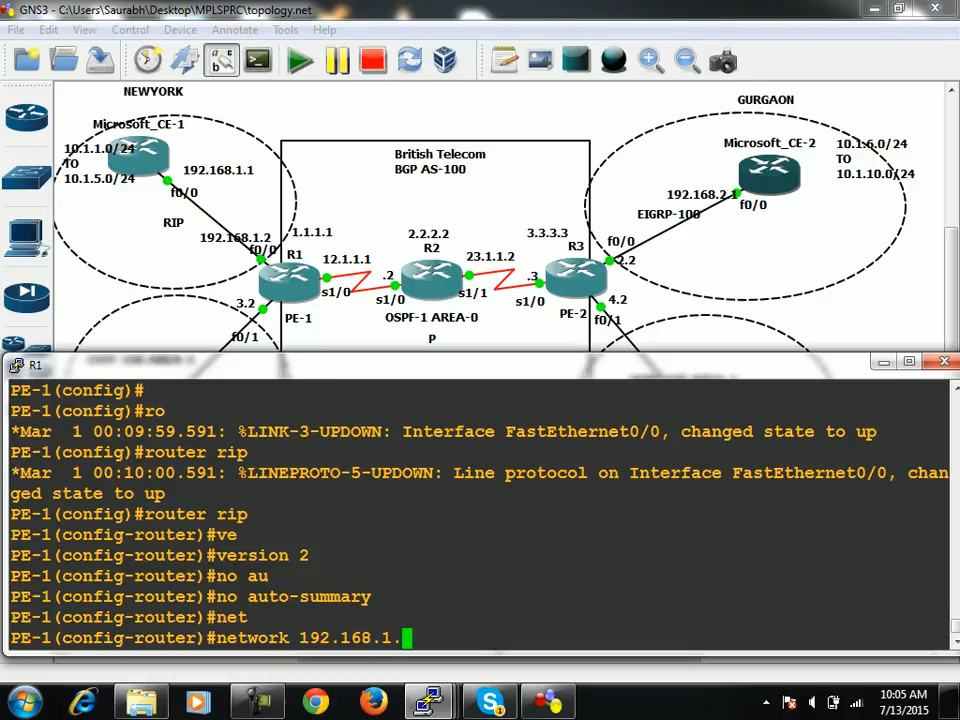 GNS3 - C:\Users\Saurabh\Desktop\MPLSPRC\topology.net
File Edit View Control Device Annotate Tools Help
NEWYORK
GURGAON
Microsoft_CE-1
Microsoft_CE-2
10.1.1.0/24
TO
10.1.5.0/24
192.168.1.1
f0/0
RIP
192.168.1.2
f0/0
British Telecom
BGP AS-100
10.1.6.0/24
TO
10.1.10.0/24
192.168.2.1
f0/0
EIGRP-100
1.1.1.1
R1
12.1.1.1
s1/0
PE-1
3.2
f0/1
2.2.2.2
R2
.2
s1/0
23.1.1.2
s1/1
OSPF-1 AREA-0
P
3.3.3.3
R3
.3
s1/0
PE-2
f0/0
2.2
4.2
f0/1
R1
PE-1(config)#
PE-1(config)#ro
*Mar  1 00:09:59.591: %LINK-3-UPDOWN: Interface FastEthernet0/0, changed state to up
PE-1(config)#router rip
*Mar  1 00:10:00.591: %LINEPROTO-5-UPDOWN: Line protocol on Interface FastEthernet0/0, chan
ged state to up
PE-1(config)#router rip
PE-1(config-router)#ve
PE-1(config-router)#version 2
PE-1(config-router)#no au
PE-1(config-router)#no auto-summary
PE-1(config-router)#net
PE-1(config-router)#network 192.168.1.
10:05 AM
7/13/2015